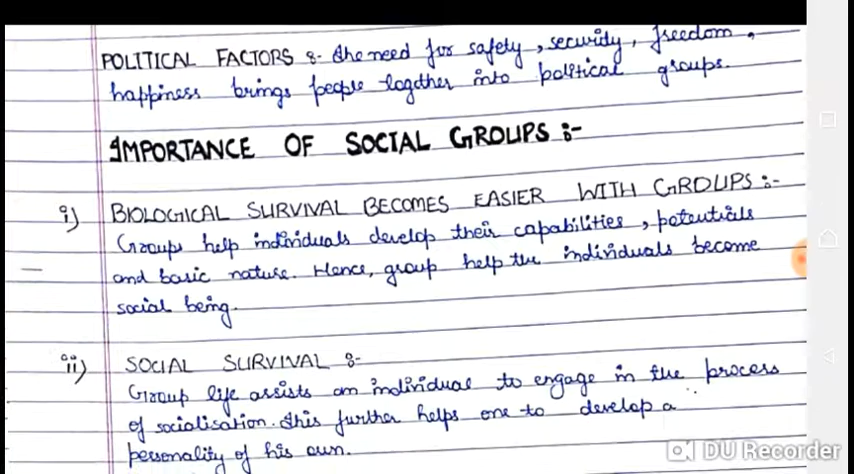 POLITICAL FACTORS :- the need for safety, security, freedom,
happiness brings people together into political groups.
IMPORTANCE OF SOCIAL GROUPS :-
i) BIOLOGICAL SURVIVAL BECOMES EASIER WITH GROUPS :-
Groups help individuals develop their capabilities, potentials
and basic nature. Hence, group help the individuals become
social being.
ii) SOCIAL SURVIVAL :-
Group life assists an individual to engage in the process
of socialisation. This further helps one to develop a
personality of his own.
DU Recorder